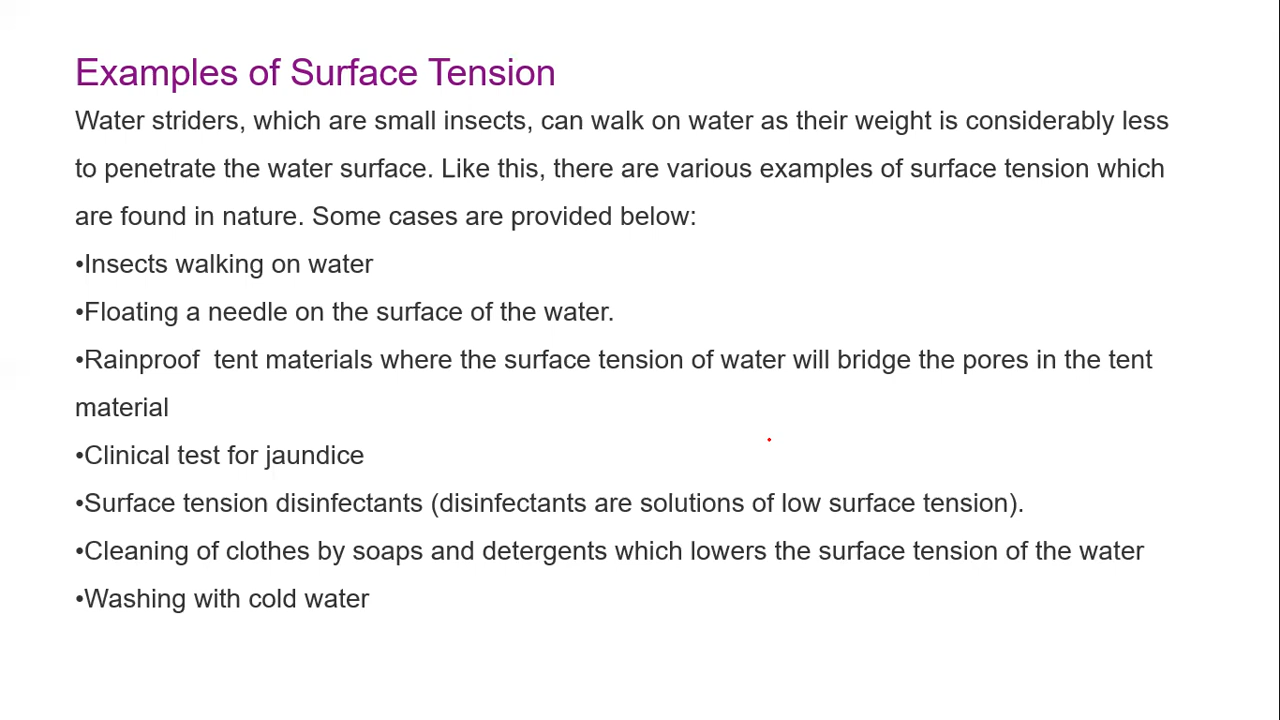 Examples of Surface Tension
Water striders, which are small insects, can walk on water as their weight is considerably less
to penetrate the water surface. Like this, there are various examples of surface tension which
are found in nature. Some cases are provided below:
•Insects walking on water
•Floating a needle on the surface of the water.
•Rainproof  tent materials where the surface tension of water will bridge the pores in the tent
material
•Clinical test for jaundice
•Surface tension disinfectants (disinfectants are solutions of low surface tension).
•Cleaning of clothes by soaps and detergents which lowers the surface tension of the water
•Washing with cold water